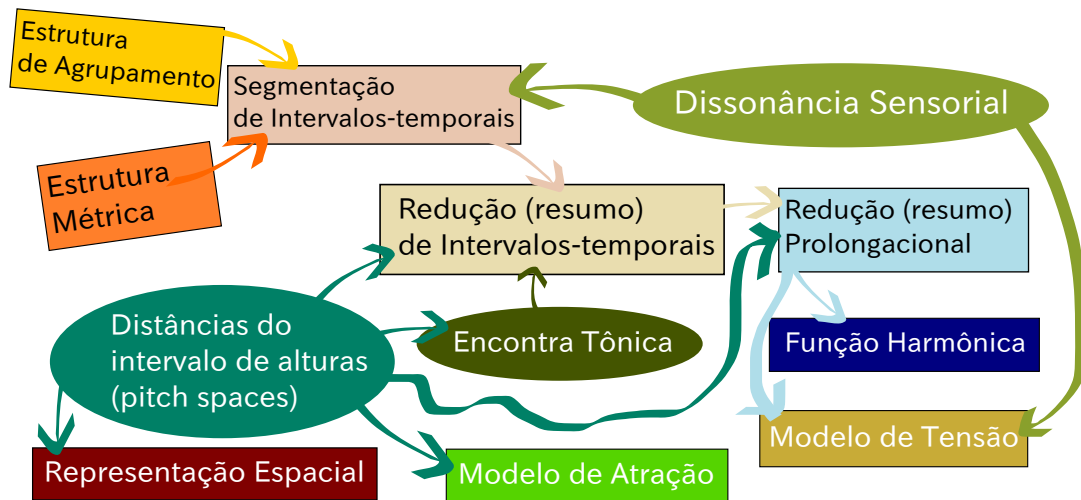 Estrutura
de Agrupamento
Segmentação
de Intervalos-temporais
Dissonância Sensorial
Estrutura
Métrica
Redução (resumo)
de Intervalos-temporais
Redução (resumo)
Prolongacional
Distâncias do
intervalo de alturas
(pitch spaces)
Encontra Tônica
Função Harmônica
Modelo de Tensão
Representação Espacial
Modelo de Atração